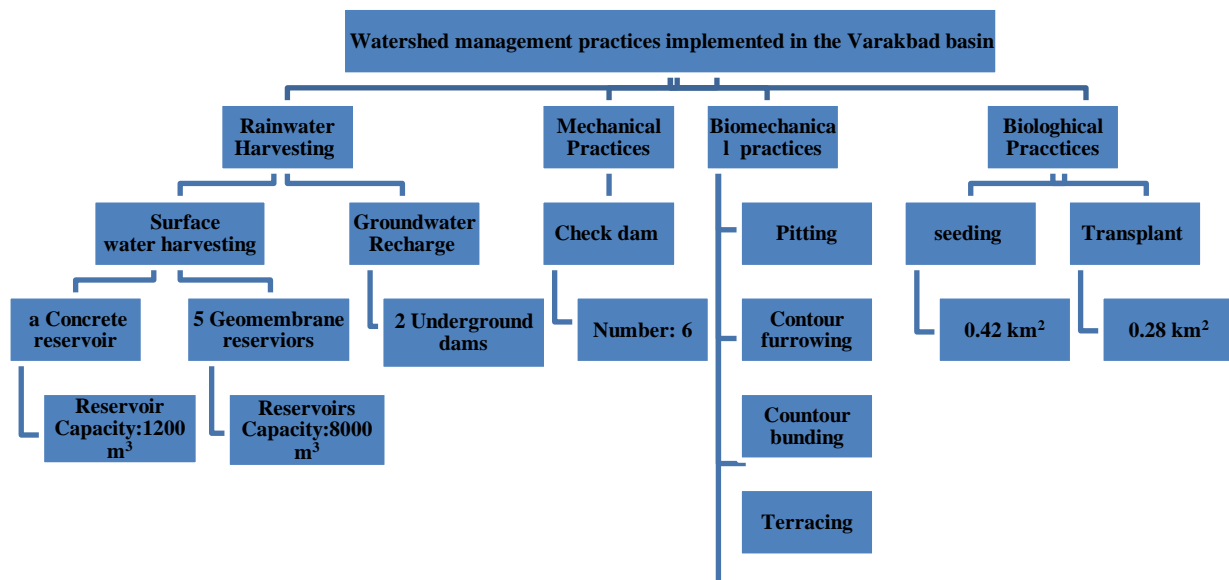 Watershed management practices implemented in the Varakbad basin
Rainwater
Harvesting
Mechanical
Practices
Biomechanica
l practices
Biologhical
Pracctices
Surface
water harvesting
Groundwater
Recharge
Check dam
Pitting
seeding
Transplant
a Concrete
reservoir
5 Geomembrane
reserviors
2 Underground
dams
Number: 6
Contour
furrowing
0.42 km²
0.28 km²
Reservoir
Capacity:1200
m³
Reservoirs
Capacity:8000
m³
Countour
bunding
Terracing